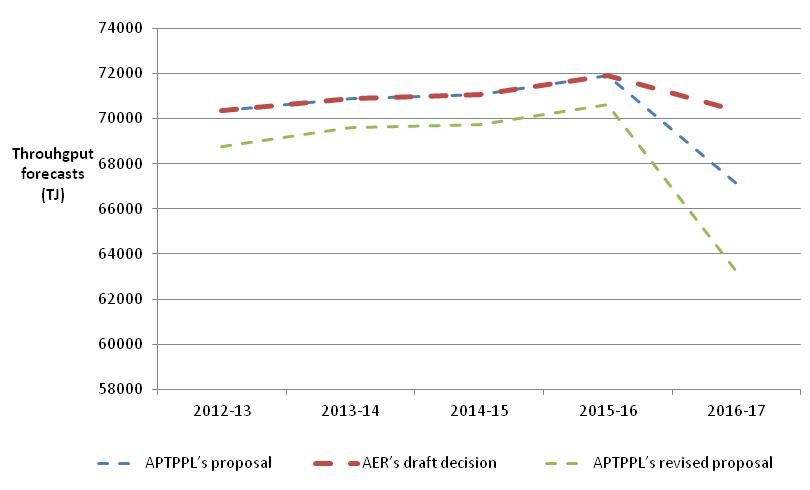 74000
72000
70000
68000
66000
64000
62000
60000
58000
Throuhgput
forecasts
(TJ)
2012-13 2013-14 2014-15 2015-16 2016-17
APTPPL's proposal AER's draft decision APTPPL's revised proposal